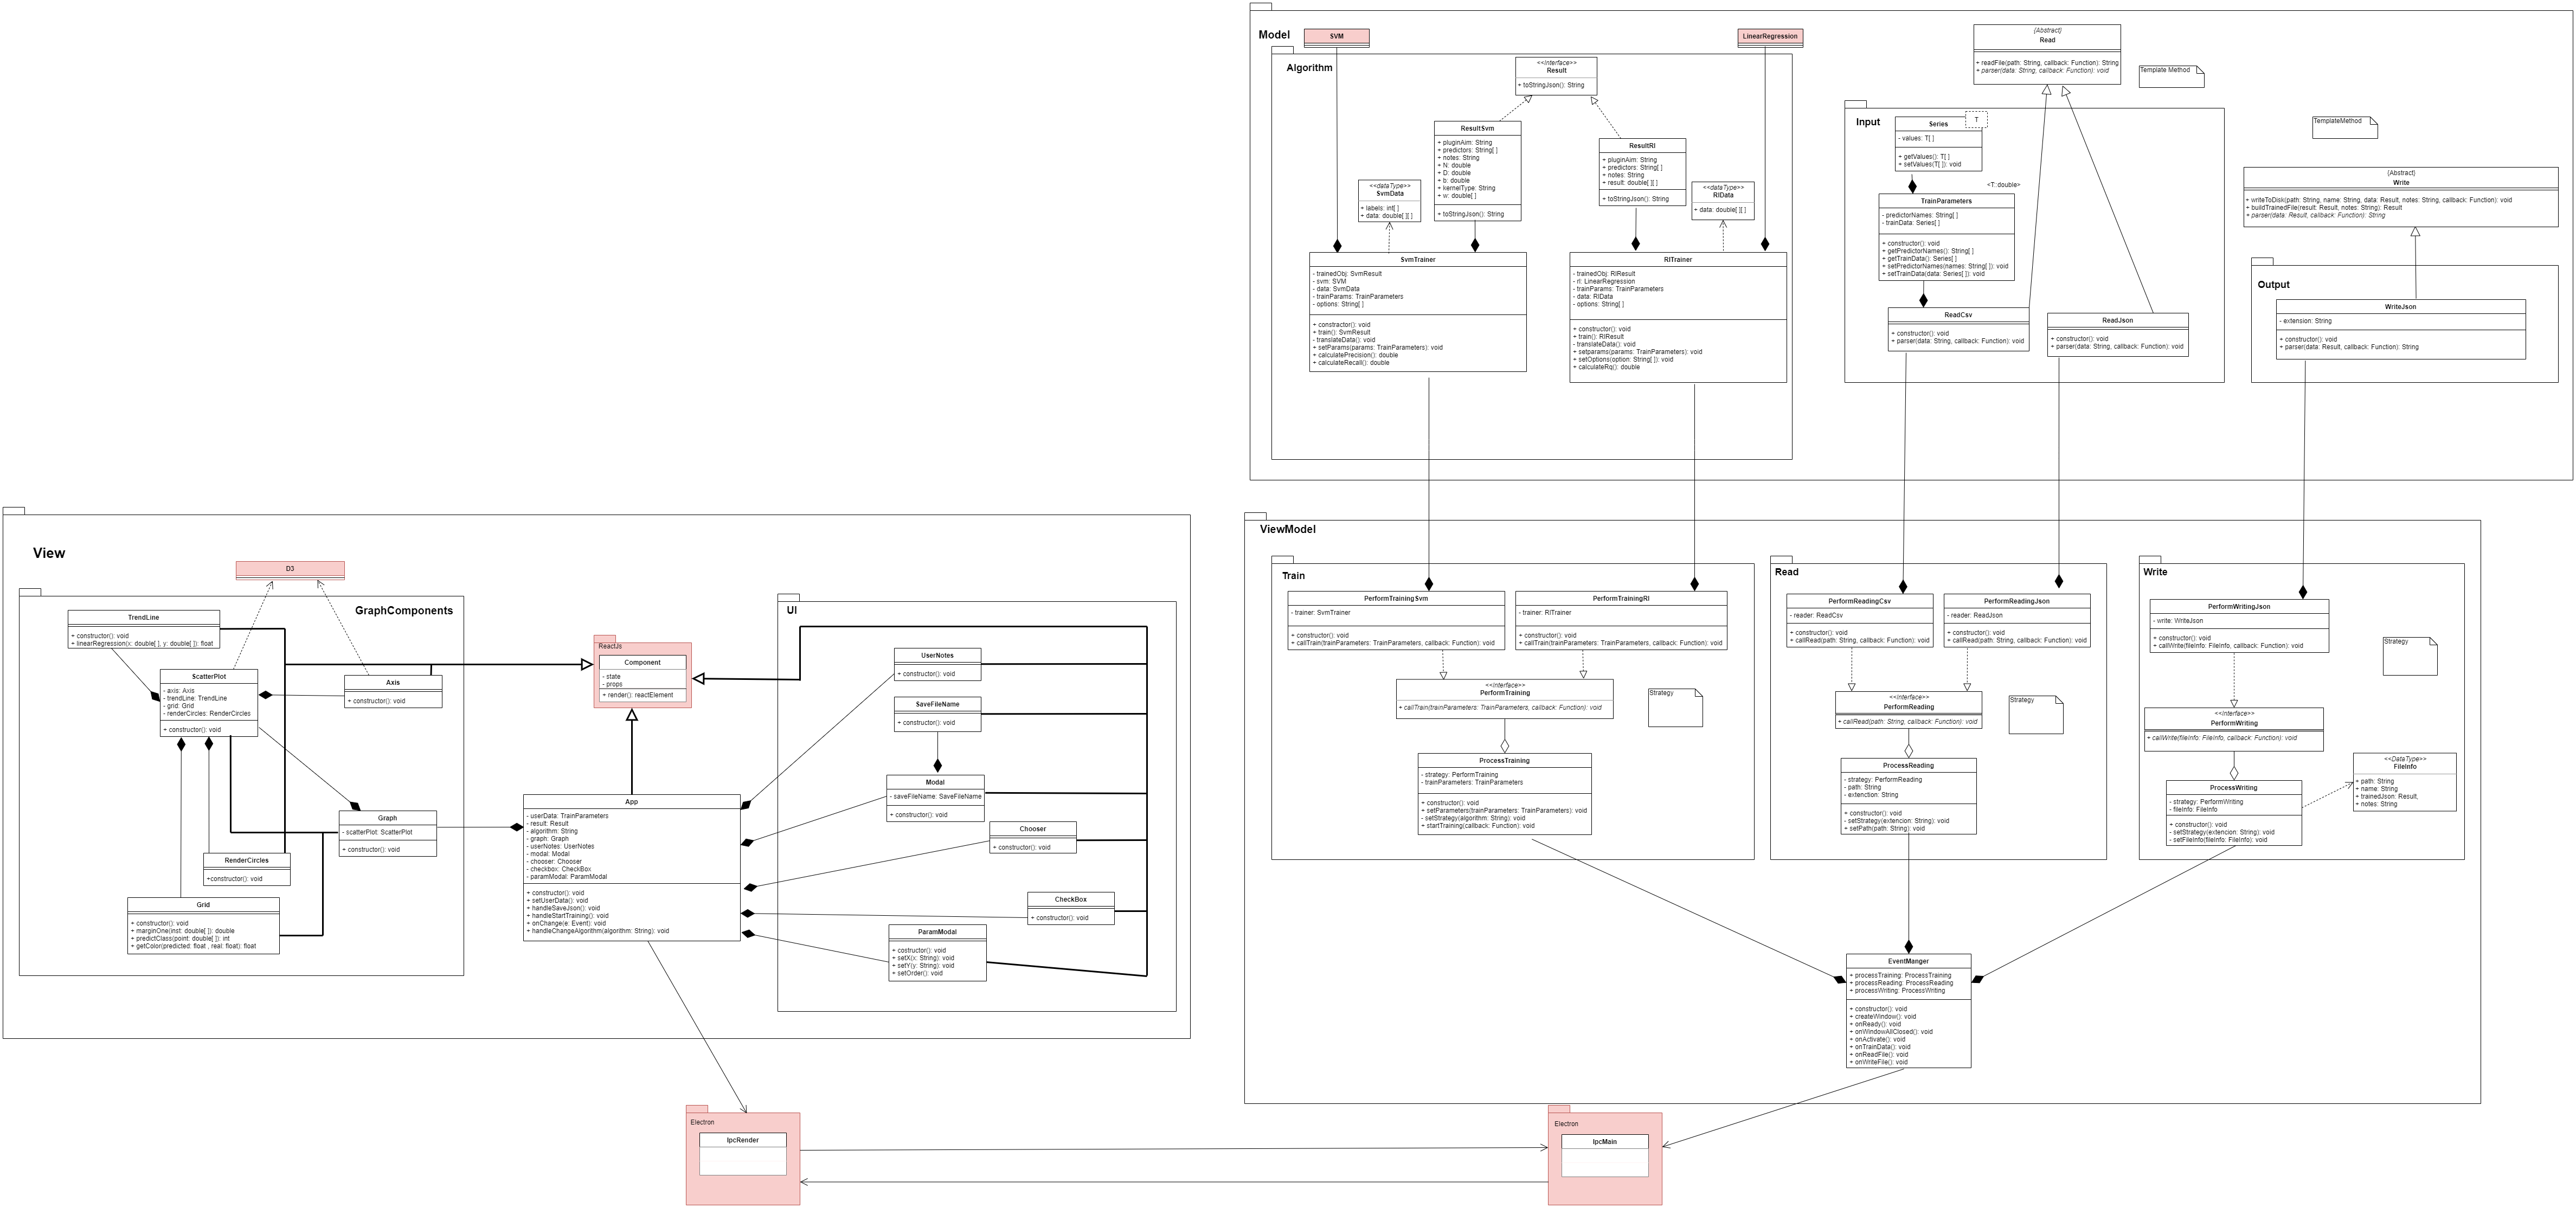 Model
SVM
LinearRegression
{Abstract}
Read
+ readFile(path: String, callback: Function): String
+ parser(data: String, callback: Function): void
Template Method
Algorithm
<<Interface>>
Result
+ toStringJson(): String
ResultSvm
+ pluginAim: String
+ predictors: String[ ]
+ notes: String
+ N: double
+ D: double
+ b: double
+ kernelType: String
+ w: double[ ]
+ toStringJson(): String
ResultRl
+ pluginAim: String
+ predictors: String[ ]
+ notes: String
+ result: double[ ][ ]
+ toStringJson(): String
<<dataType>>
SvmData
+ labels: int[ ]
+ data: double[ ][ ]
<<dataType>>
RlData
+ data: double[ ][ ]
SvmTrainer
- trainedObj: SvmResult
- svm: SVM
- data: SvmData
- trainParams: TrainParameters
- options: String[ ]
+ constractor(): void
+ train(): SvmResult
- translateData(): void
+ setParams(params: TrainParameters): void
+ calculatePrecision(): double
+ calculateRecall(): double
RlTrainer
- trainedObj: RlResult
- rl: LinearRegression
- trainParams: TrainParameters
- data: RlData
- options: String[ ]
+ constructor(): void
+ train(): RlResult
- translateData(): void
+ setparams(params: TrainParameters): void
+ setOptions(option: String[ ]): void
+ calculateRq(): double
Input
Series
T
- values: T[ ]
+ getValues(): T[ ]
+ setValues(T[ ]): void
<T::double>
TrainParameters
- predictorNames: String[ ]
- trainData: Series[ ]
+ constructor(): void
+ getPredictorNames(): String[ ]
+ getTrainData(): Series[ ]
+ setPredictorNames(names: String[ ]): void
+ setTrainData(data: Series[ ]): void
ReadCsv
+ constructor(): void
+ parser(data: String, callback: Function): void
ReadJson
+ constructor(): void
+ parser(data: String, callback: Function): void
TemplateMethod
{Abstract}
Write
+ writeToDisk(path: String, name: String, data: Result, notes: String, callback: Function): void
+ buildTrainedFile(result: Result, notes: String): Result
+ parser(data: Result, callback: Function): String
Output
WriteJson
- extension: String
+ constructor(): void
+ parser(data: Result, callback: Function): String
View
D3
GraphComponents
TrendLine
+ constructor(): void
+ linearRegression(x: double[ ], y: double[ ]): float
ScatterPlot
- axis: Axis
- trendLine: TrendLine
- grid: Grid
- renderCircles: RenderCircles
+ constructor(): void
Axis
+ constructor(): void
Graph
- scatterPlot: ScatterPlot
+ constructor(): void
RenderCircles
+constructor(): void
Grid
+ constructor(): void
+ marginOne(inst: double[ ]): double
+ predictClass(point: double[ ]): int
+ getColor(predicted: float , real: float): float
ReactJs
Component
- state
- props
+ render(): reactElement
App
- userData: TrainParameters
- result: Result
- algorithm: String
- graph: Graph
- userNotes: UserNotes
- modal: Modal
- chooser: Chooser
- checkbox: CheckBox
- paramModal: ParamModal
+ constructor(): void
+ setUserData(): void
+ handleSaveJson(): void
+ handleStartTraining(): void
+ onChange(e: Event): void
+ handleChangeAlgorithm(algorithm: String): void
UI
UserNotes
+ constructor(): void
SaveFileName
+ constructor(): void
Modal
- saveFileName: SaveFileName
+ constructor(): void
Chooser
+ constructor(): void
CheckBox
+ constructor(): void
ParamModal
+ costructor(): void
+ setX(x: String): void
+ setY(y: String): void
+ setOrder(): void
ViewModel
Train
PerformTrainingSvm
- trainer: SvmTrainer
+ constructor(): void
+ callTrain(trainParameters: TrainParameters, callback: Function): void
PerformTrainingRl
- trainer: RlTrainer
+ constructor(): void
+ callTrain(trainParameters: TrainParameters, callback: Function): void
<<Interface>>
PerformTraining
+ callTrain(trainParameters: TrainParameters, callback: Function): void
Strategy
ProcessTraining
- strategy: PerformTraining
- trainParameters: TrainParameters
+ constructor(): void
+ setParameters(trainParameters: TrainParameters): void
- setStrategy(algorithm: String): void
+ startTraining(callback: Function): void
Read
PerformReadingCsv
- reader: ReadCsv
+ constructor(): void
+ callRead(path: String, callback: Function): void
PerformReadingJson
- reader: ReadJson
+ constructor(): void
+ callRead(path: String, callback: Function): void
<<Interface>>
PerformReading
+ callRead(path: String, callback: Function): void
Strategy
ProcessReading
- strategy: PerformReading
- path: String
- extenction: String
+ constructor(): void
- setStrategy(extencion: String): void
+ setPath(path: String): void
Write
PerformWritingJson
- write: WriteJson
+ constructor(): void
+ callWrite(fileInfo: FileInfo, callback: Function): void
Strategy
<<Interface>>
PerformWriting
+ callWrite(fileInfo: FileInfo, callback: Function): void
ProcessWriting
- strategy: PerformWriting
- fileInfo: FileInfo
+ constructor(): void
- setStrategy(extencion: String): void
+ setFileInfo(fileInfo: FileInfo): void
<<DataType>>
FileInfo
+ path: String
+ name: String
+ trainedJson: Result,
+ notes: String
EventManger
+ processTraining: ProcessTraining
+ processReading: ProcessReading
+ processWriting: ProcessWriting
+ constructor(): void
+ createWindow(): void
+ onReady(): void
+ onWindowAllClosed(): void
+ onActivate(): void
+ onTrainData(): void
+ onReadFile(): void
+ onWriteFile(): void
Electron
IpcRender
Electron
IpcMain